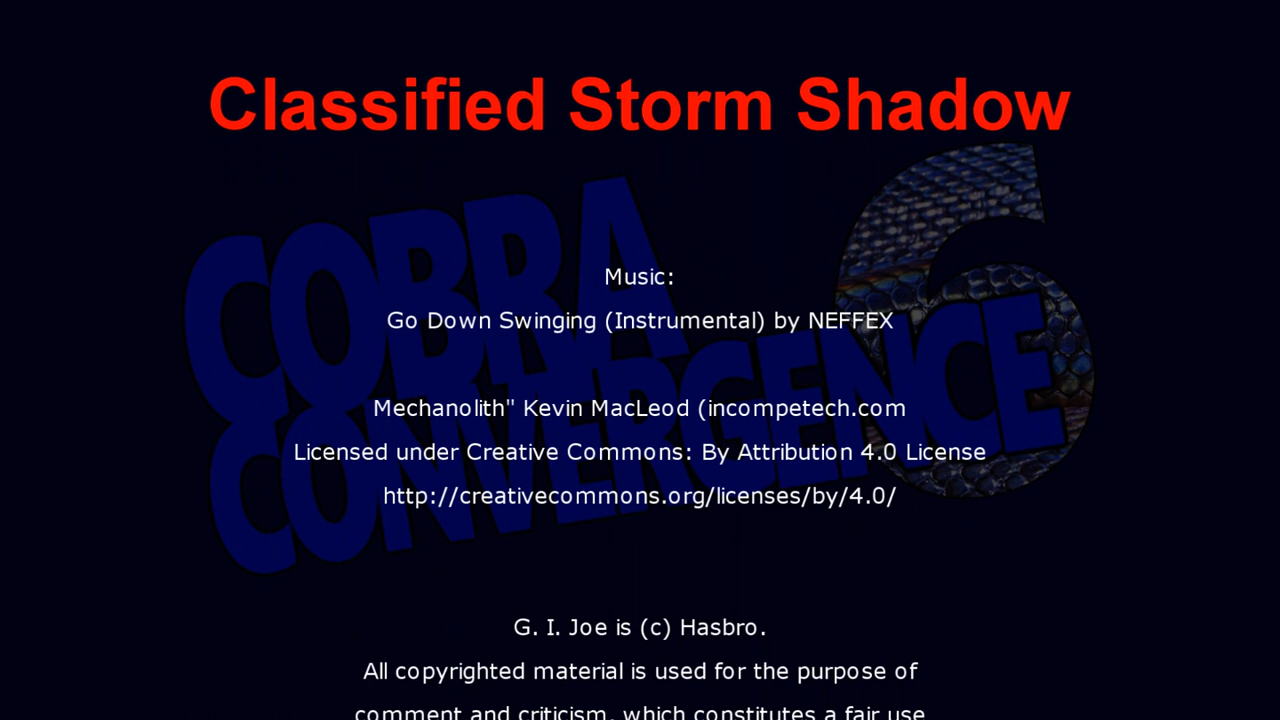 Classified Storm Shadow
COBRA
6
CONVERGENCE
Music:
Go Down Swinging (Instrumental) by NEFFEX
Mechanolith" Kevin MacLeod (incompetech.com
Licensed under Creative Commons: By Attribution 4.0 License
http://creativecommons.org/licenses/by/4.0/
G. I. Joe is (c) Hasbro.
All copyrighted material is used for the purpose of
comment and criticism, which constitutes a fair use